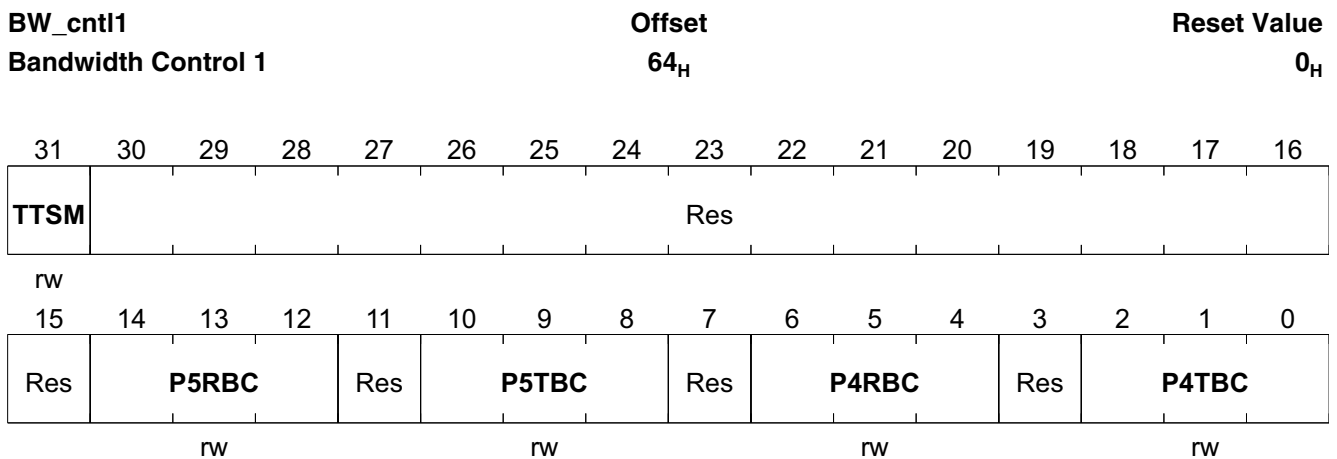 BW_cntl1 Offset Reset Value
Bandwidth Control 1 64H 0H
31 30 29 28 27 26 25 24 23 22 21 20 19 18 17 16
TTSM Res
rw
15 14 13 12 11 10 9 8 7 6 5 4 3 2 1 0
Res P5RBC Res P5TBC Res P4RBC Res P4TBC
rw rw rw rw